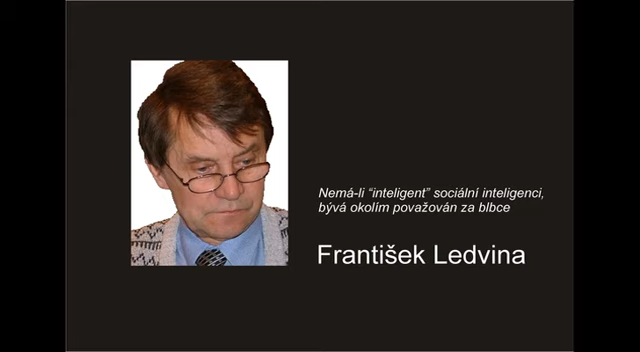 Nemá-li “inteligent” sociální inteligenci,
bývá okolím považován za blbce
František Ledvina